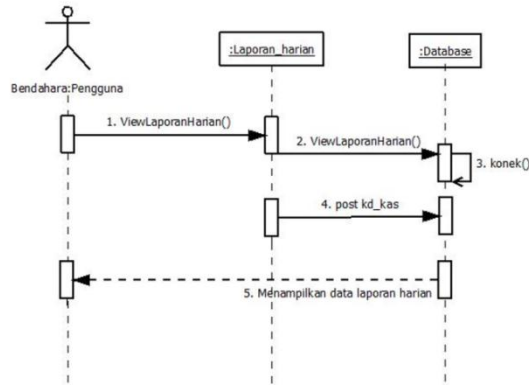 :Laporan_harian
:Database
Bendahara:Pengguna
1. ViewLaporanHarian()
2. ViewLaporanHarian()
3. konek()
4. post kd_kas
5. Menampilkan data laporan harian